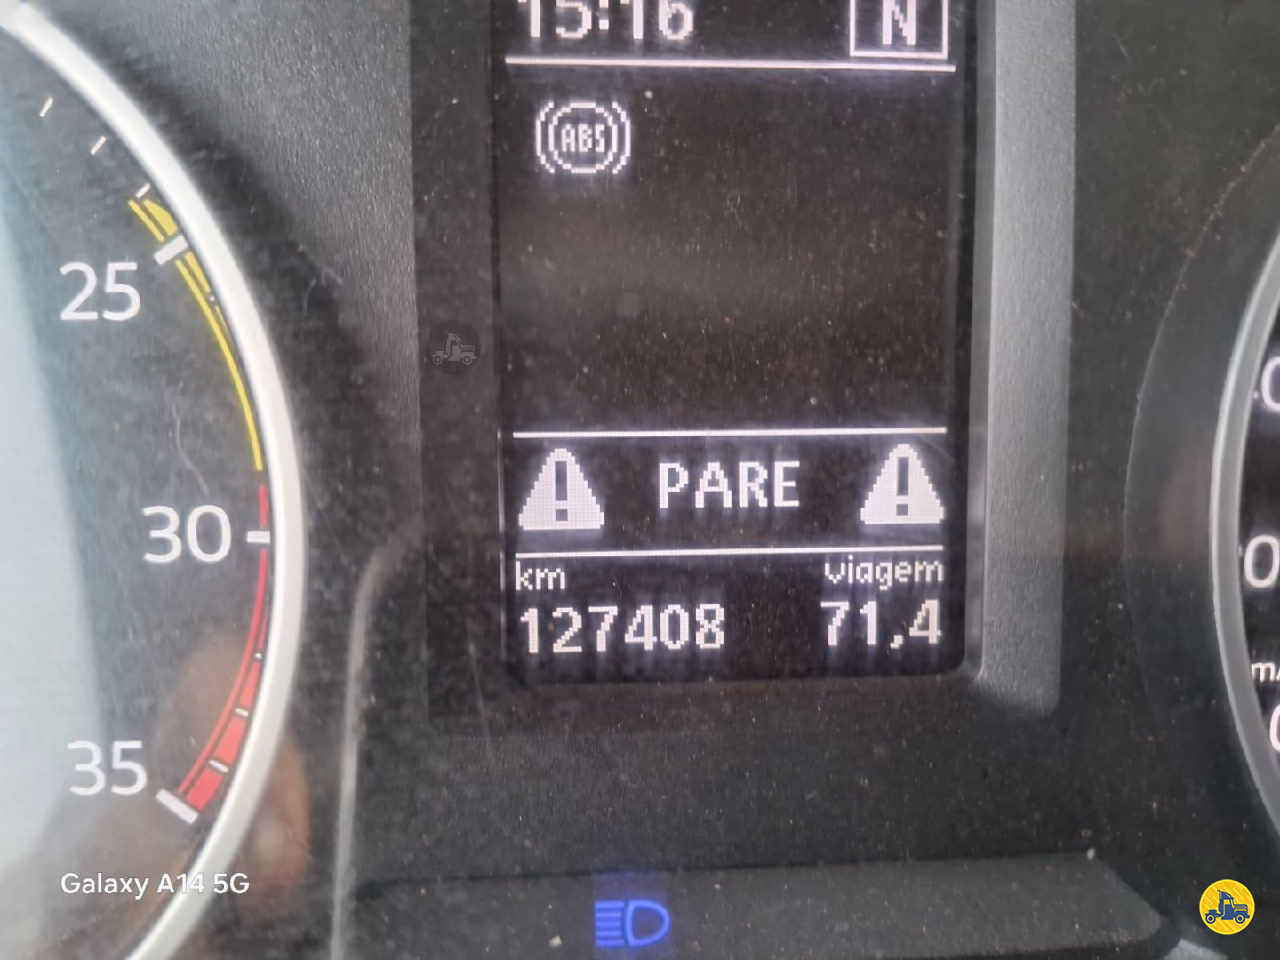 15:16 N
ABS
25
30
35
PARE
km viagem
127408 71,4
Galaxy A14 5G